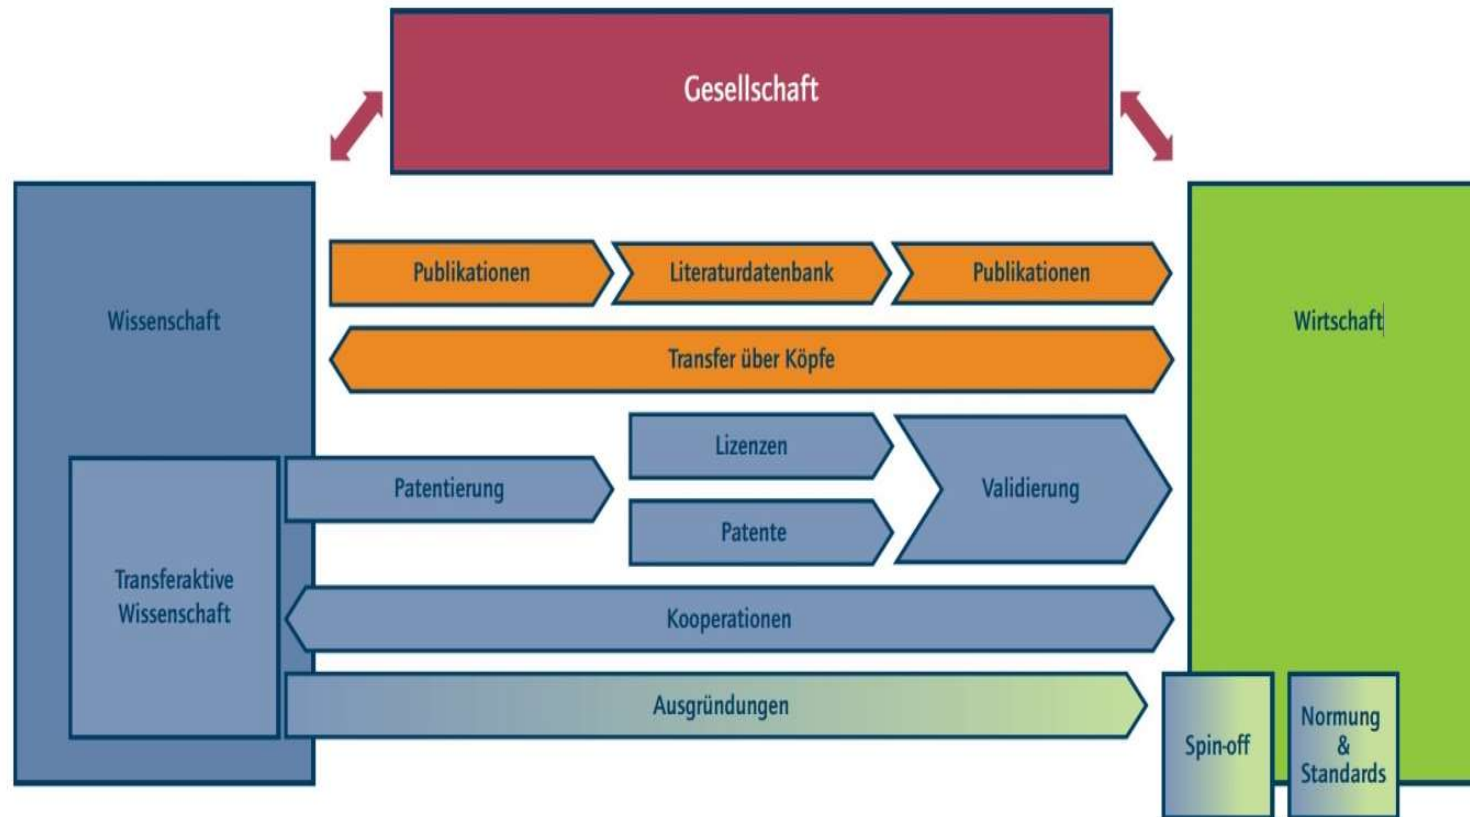 Gesellschaft
Publikationen
Literaturdatenbank
Publikationen
Wissenschaft
Wirtschaft
Transfer über Köpfe
Lizenzen
Patentierung
Validierung
Patente
Transferaktive
Wissenschaft
Kooperationen
Ausgründungen
Spin-off
Normung
&
Standards